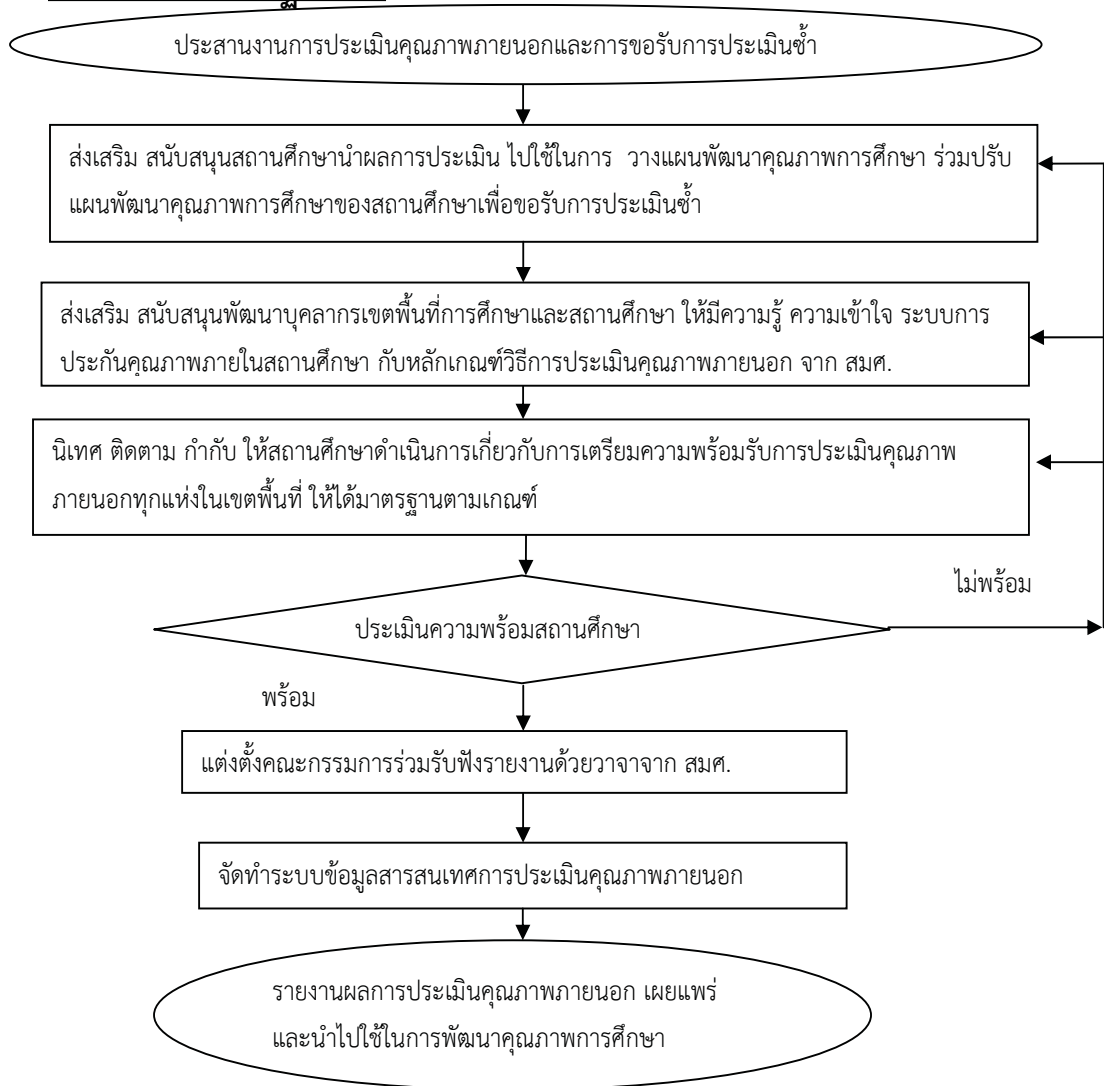 ประสานงานการประเมินคุณภาพภายนอกและการขอรับการประเมินซ้ำ
ส่งเสริม สนับสนุนสถานศึกษานำผลการประเมิน ไปใช้ในการ วางแผนพัฒนาคุณภาพการศึกษา ร่วมปรับ
แผนพัฒนาคุณภาพการศึกษาของสถานศึกษาเพื่อขอรับการประเมินซ้ำ
ส่งเสริม สนับสนุนพัฒนาบุคลากรเขตพื้นที่การศึกษาและสถานศึกษา ให้มีความรู้ ความเข้าใจ ระบบการ
ประกันคุณภาพภายในสถานศึกษา กับหลักเกณฑ์วิธีการประเมินคุณภาพภายนอก จาก สมศ.
นิเทศ ติดตาม กำกับ ให้สถานศึกษาดำเนินการเกี่ยวกับการเตรียมความพร้อมรับการประเมินคุณภาพ
ภายนอกทุกแห่งในเขตพื้นที่ ให้ได้มาตรฐานตามเกณฑ์
ไม่พร้อม
ประเมินความพร้อมสถานศึกษา
พร้อม
แต่งตั้งคณะกรรมการร่วมรับฟังรายงานด้วยวาจาจาก สมศ.
จัดทำระบบข้อมูลสารสนเทศการประเมินคุณภาพภายนอก
รายงานผลการประเมินคุณภาพภายนอก เผยแพร่
และนำไปใช้ในการพัฒนาคุณภาพการศึกษา